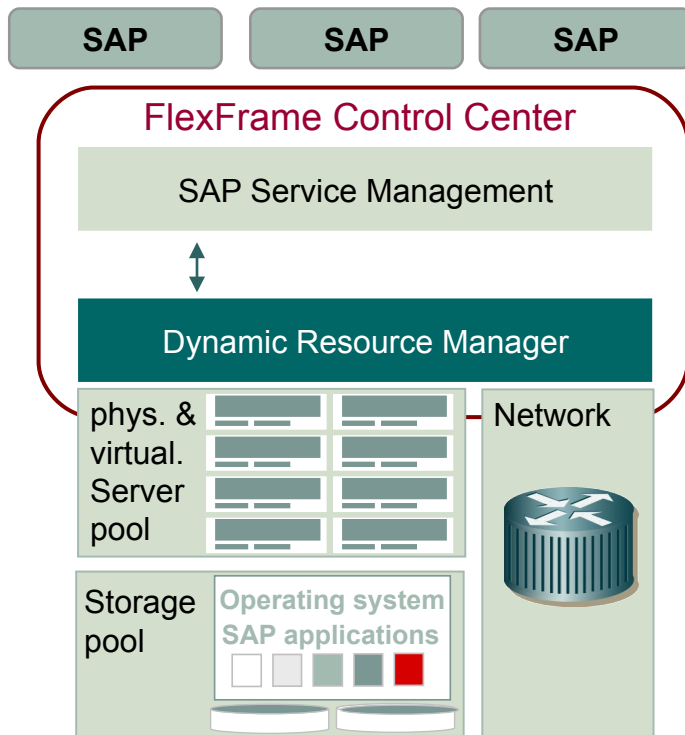 SAP
SAP
SAP
FlexFrame Control Center
SAP Service Management
Dynamic Resource Manager
phys. &
virtual.
Server
pool
Network
Storage
pool
Operating system
SAP applications